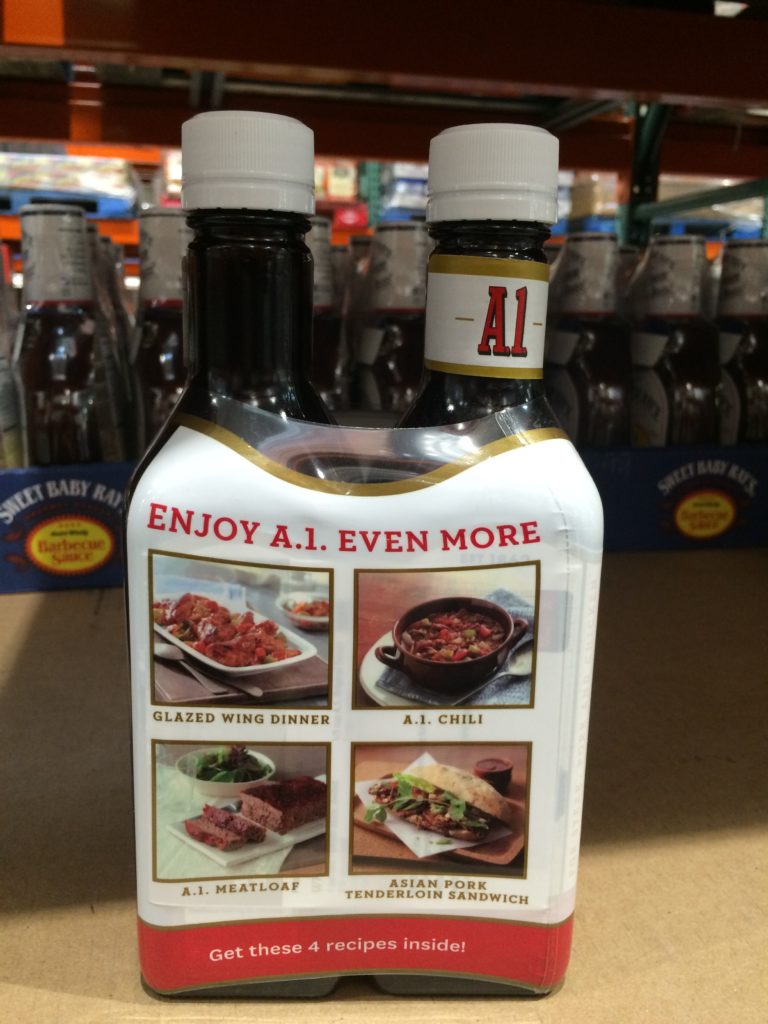 A1
ENJOY A.1. EVEN MORE
GLAZED WING DINNER
A.1. CHILI
A.1. MEATLOAF
ASIAN PORK
TENDERLOIN SANDWICH
Get these 4 recipes inside!
SWEET BABY RAY'S
Barbecue
Sauce
SWEET BABY RAY'S
Barbecue
Sauce